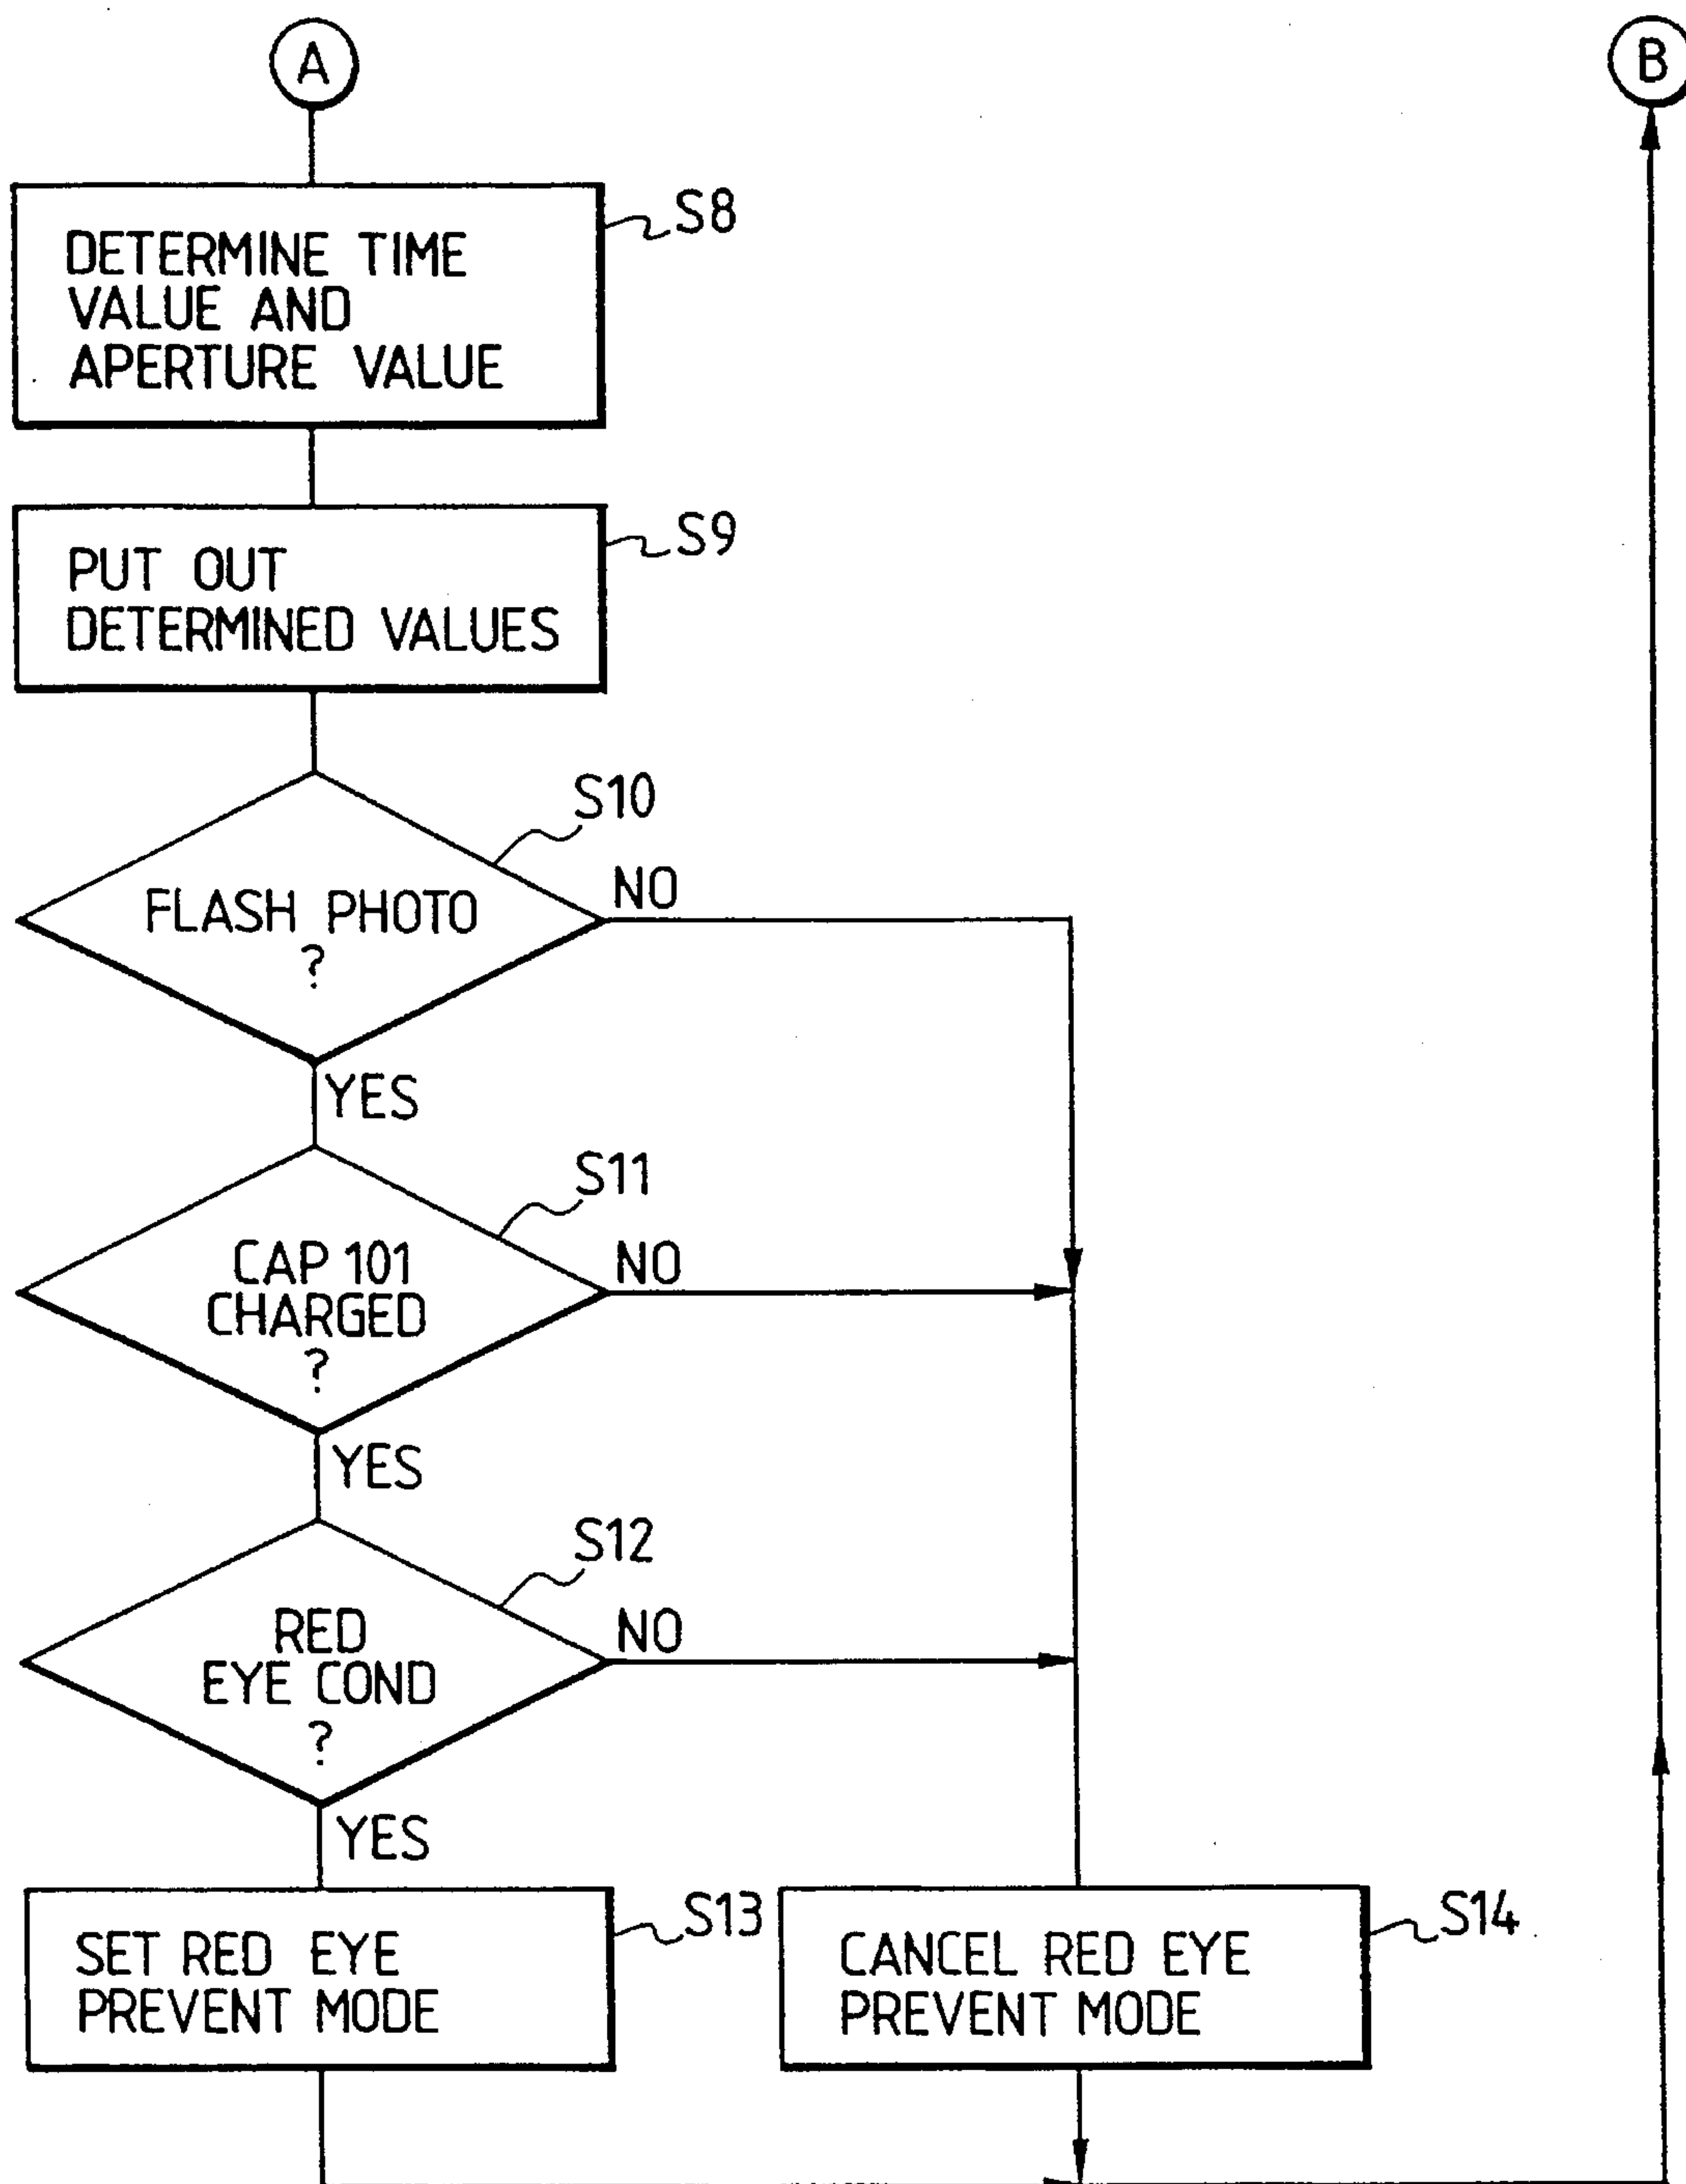 A
B
S8
DETERMINE TIME
VALUE AND
APERTURE VALUE
S9
PUT OUT
DETERMINED VALUES
S10
FLASH PHOTO
?
NO
YES
S11
CAP 101
CHARGED
?
NO
YES
S12
RED
EYE COND
?
NO
YES
S13
SET RED EYE
PREVENT MODE
S14
CANCEL RED EYE
PREVENT MODE